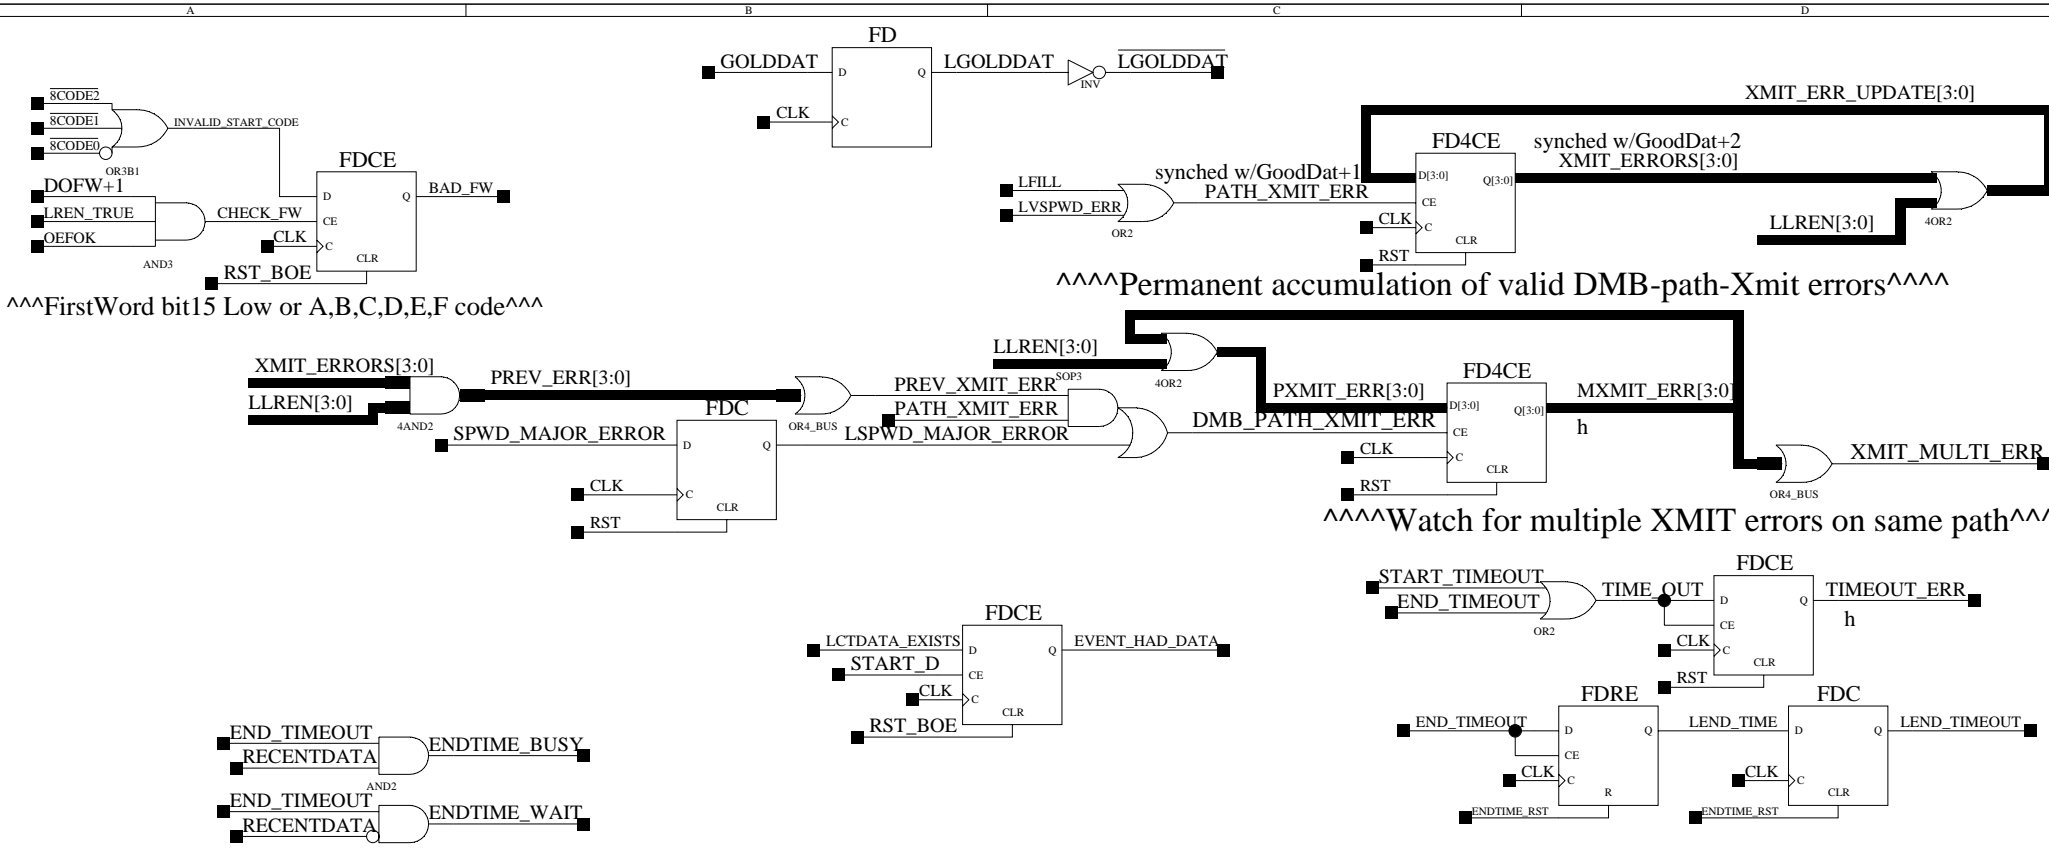 A
B
C
D
FD
GOLDDAT
D
Q
LGOLDDAT
INV
LGOLDDAT
CLK
C
8CODE2
8CODE1
8CODE0
OR3B1
INVALID_START_CODE
FDCE
DOFW+1
LREN_TRUE
OEFOK
AND3
CHECK_FW
CLK
RST_BOE
D
CE
C
CLR
Q
BAD_FW
^^^FirstWord bit15 Low or A,B,C,D,E,F code^^^
XMIT_ERR_UPDATE[3:0]
FD4CE
synched w/GoodDat+2
XMIT_ERRORS[3:0]
synched w/GoodDat+1
PATH_XMIT_ERR
LFILL
LVSPWD_ERR
OR2
D[3:0]
Q[3:0]
CE
CLK
C
CLR
RST
LLREN[3:0]
4OR2
^^^^Permanent accumulation of valid DMB-path-Xmit errors^^^^
XMIT_ERRORS[3:0]
LLREN[3:0]
4AND2
PREV_ERR[3:0]
OR4_BUS
FDC
SPWD_MAJOR_ERROR
D
Q
LSPWD_MAJOR_ERROR
CLK
C
CLR
RST
LLREN[3:0]
SOP3
4OR2
PREV_XMIT_ERR
PATH_XMIT_ERR
DMB_PATH_XMIT_ERR
PXMIT_ERR[3:0]
FD4CE
D[3:0]
Q[3:0]
CE
CLK
C
CLR
RST
MXMIT_ERR[3:0]
h
XMIT_MULTI_ERR
OR4_BUS
^^^^Watch for multiple XMIT errors on same path^^^
START_TIMEOUT
END_TIMEOUT
OR2
TIME_OUT
FDCE
D
Q
CE
CLK
C
CLR
RST
TIMEOUT_ERR
h
FDCE
LCTDATA_EXISTS
START_D
CLK
RST_BOE
D
Q
CE
C
CLR
EVENT_HAD_DATA
FDRE
END_TIMEOUT
D
Q
CE
CLK
C
R
ENDTIME_RST
LEND_TIME
FDC
D
Q
CLK
C
CLR
ENDTIME_RST
LEND_TIMEOUT
END_TIMEOUT
RECENTDATA
AND2
ENDTIME_BUSY
END_TIMEOUT
RECENTDATA
ENDTIME_WAIT